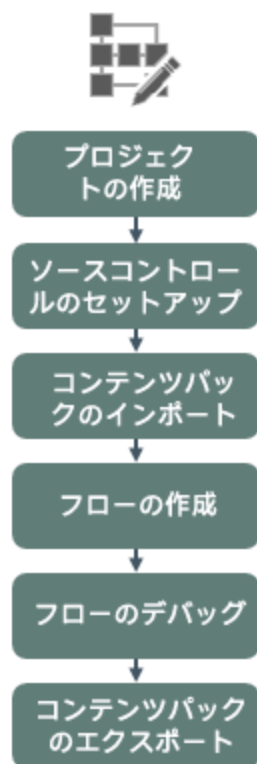 プロジェク
トの作成
ソースコントロー
ルのセットアップ
コンテンツパッ
クのインポート
フローの作成
フローのデバッグ
コンテンツパック
のエクスポート